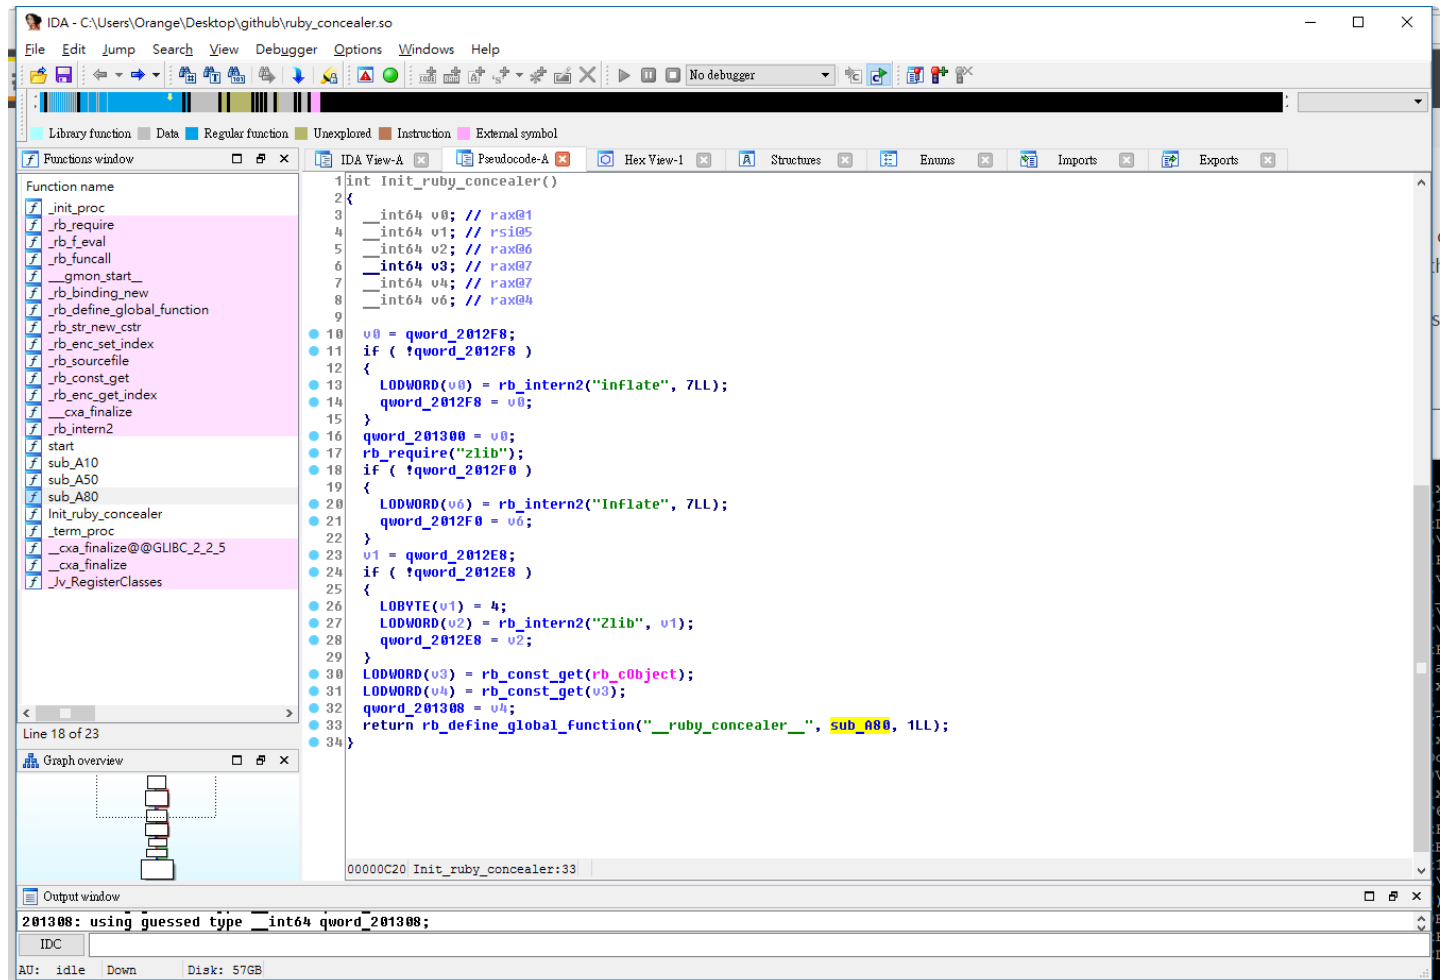 IDA - C:\Users\Orange\Desktop\github\ruby_concealer.so
File Edit Jump Search View Debugger Options Windows Help
No debugger
Library function Data Regular function Unexplored Instruction External symbol
Functions window
IDA View-A Pseudocode-A Hex View-1 Structures Enums Imports Exports
Function name
_init_proc
_rb_require
_rb_f_eval
_rb_funcall
__gmon_start__
_rb_binding_new
_rb_define_global_function
_rb_str_new_cstr
_rb_enc_set_index
_rb_sourcefile
_rb_const_get
_rb_enc_get_index
__cxa_finalize
_rb_intern2
start
sub_A10
sub_A50
sub_A80
Init_ruby_concealer
_term_proc
__cxa_finalize@@GLIBC_2_2_5
__cxa_finalize
_Jv_RegisterClasses
Line 18 of 23
Graph overview
1 int Init_ruby_concealer()
2 {
3 __int64 v0; // rax@1
4 __int64 v1; // rsi@5
5 __int64 v2; // rax@6
6 __int64 v3; // rax@7
7 __int64 v4; // rax@7
8 __int64 v6; // rax@4
9
10 v0 = qword_2012F8;
11 if ( !qword_2012F8 )
12 {
13 LODWORD(v0) = rb_intern2("inflate", 7LL);
14 qword_2012F8 = v0;
15 }
16 qword_201300 = v0;
17 rb_require("zlib");
18 if ( !qword_2012F0 )
19 {
20 LODWORD(v6) = rb_intern2("Inflate", 7LL);
21 qword_2012F0 = v6;
22 }
23 v1 = qword_2012E8;
24 if ( !qword_2012E8 )
25 {
26 LOBYTE(v1) = 4;
27 LODWORD(v2) = rb_intern2("Zlib", v1);
28 qword_2012E8 = v2;
29 }
30 LODWORD(v3) = rb_const_get(rb_cObject);
31 LODWORD(v4) = rb_const_get(v3);
32 qword_201308 = v4;
33 return rb_define_global_function("__ruby_concealer__", sub_A80, 1LL);
34 }
00000C20 Init_ruby_concealer:33
Output window
201308: using guessed type __int64 qword_201308;
IDC
AU: idle Down Disk: 57GB